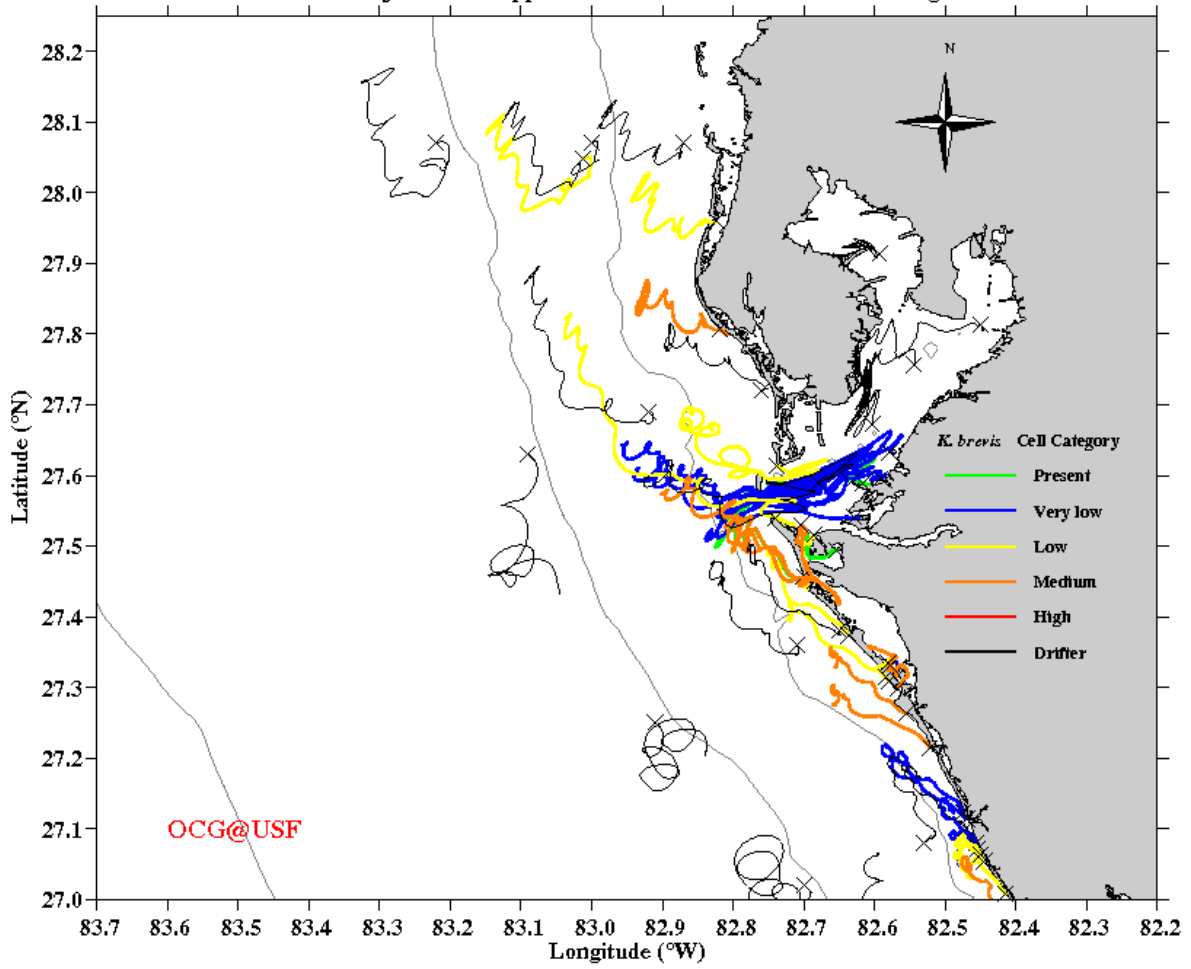 N
28.2
28.1
28.0
27.9
27.8
27.7
27.6
27.5
27.4
27.3
27.2
27.1
27.0
Latitude (°N)
K. brevis Cell Category
Present
Very low
Low
Medium
High
Drifter
OCG@USF
83.7 83.6 83.5 83.4 83.3 83.2 83.1 83.0 82.9 82.8 82.7 82.6 82.5 82.4 82.3 82.2
Longitude (°W)